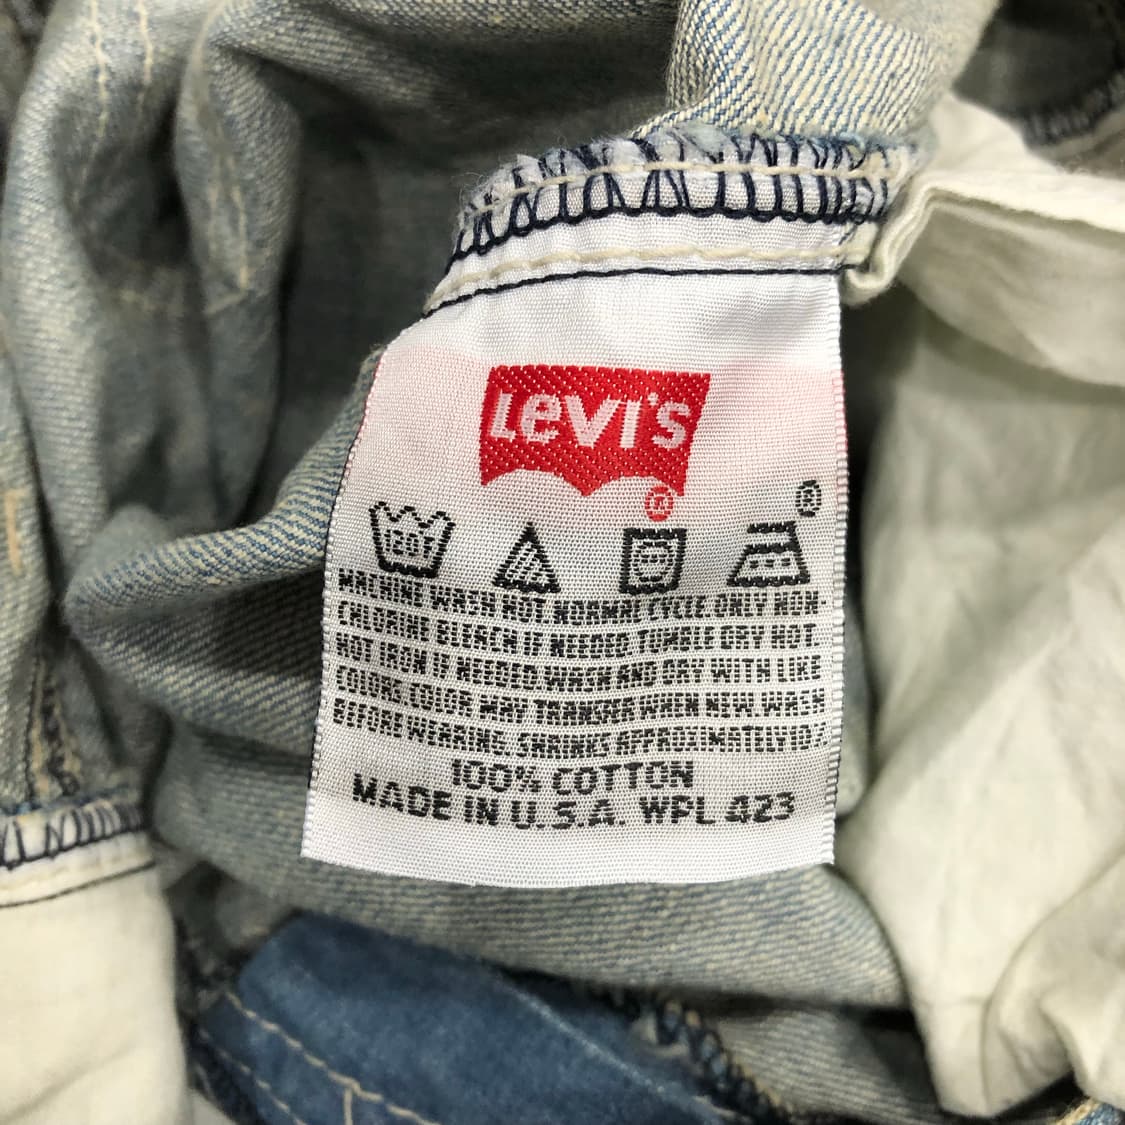 LEVI'S
®
®
120F
MACHINE WASH HOT NORMAL CYCLE ONLY NON-
CHLORINE BLEACH IF NEEDED TUMBLE DRY HOT
HOT IRON IF NEEDED WASH AND DRY WITH LIKE
COLORS COLOR MAY TRANSFER WHEN NEW. WASH
BEFORE WEARING. SHRINKS APPROXIMATELY 10%
100% COTTON
MADE IN U.S.A. WPL 423